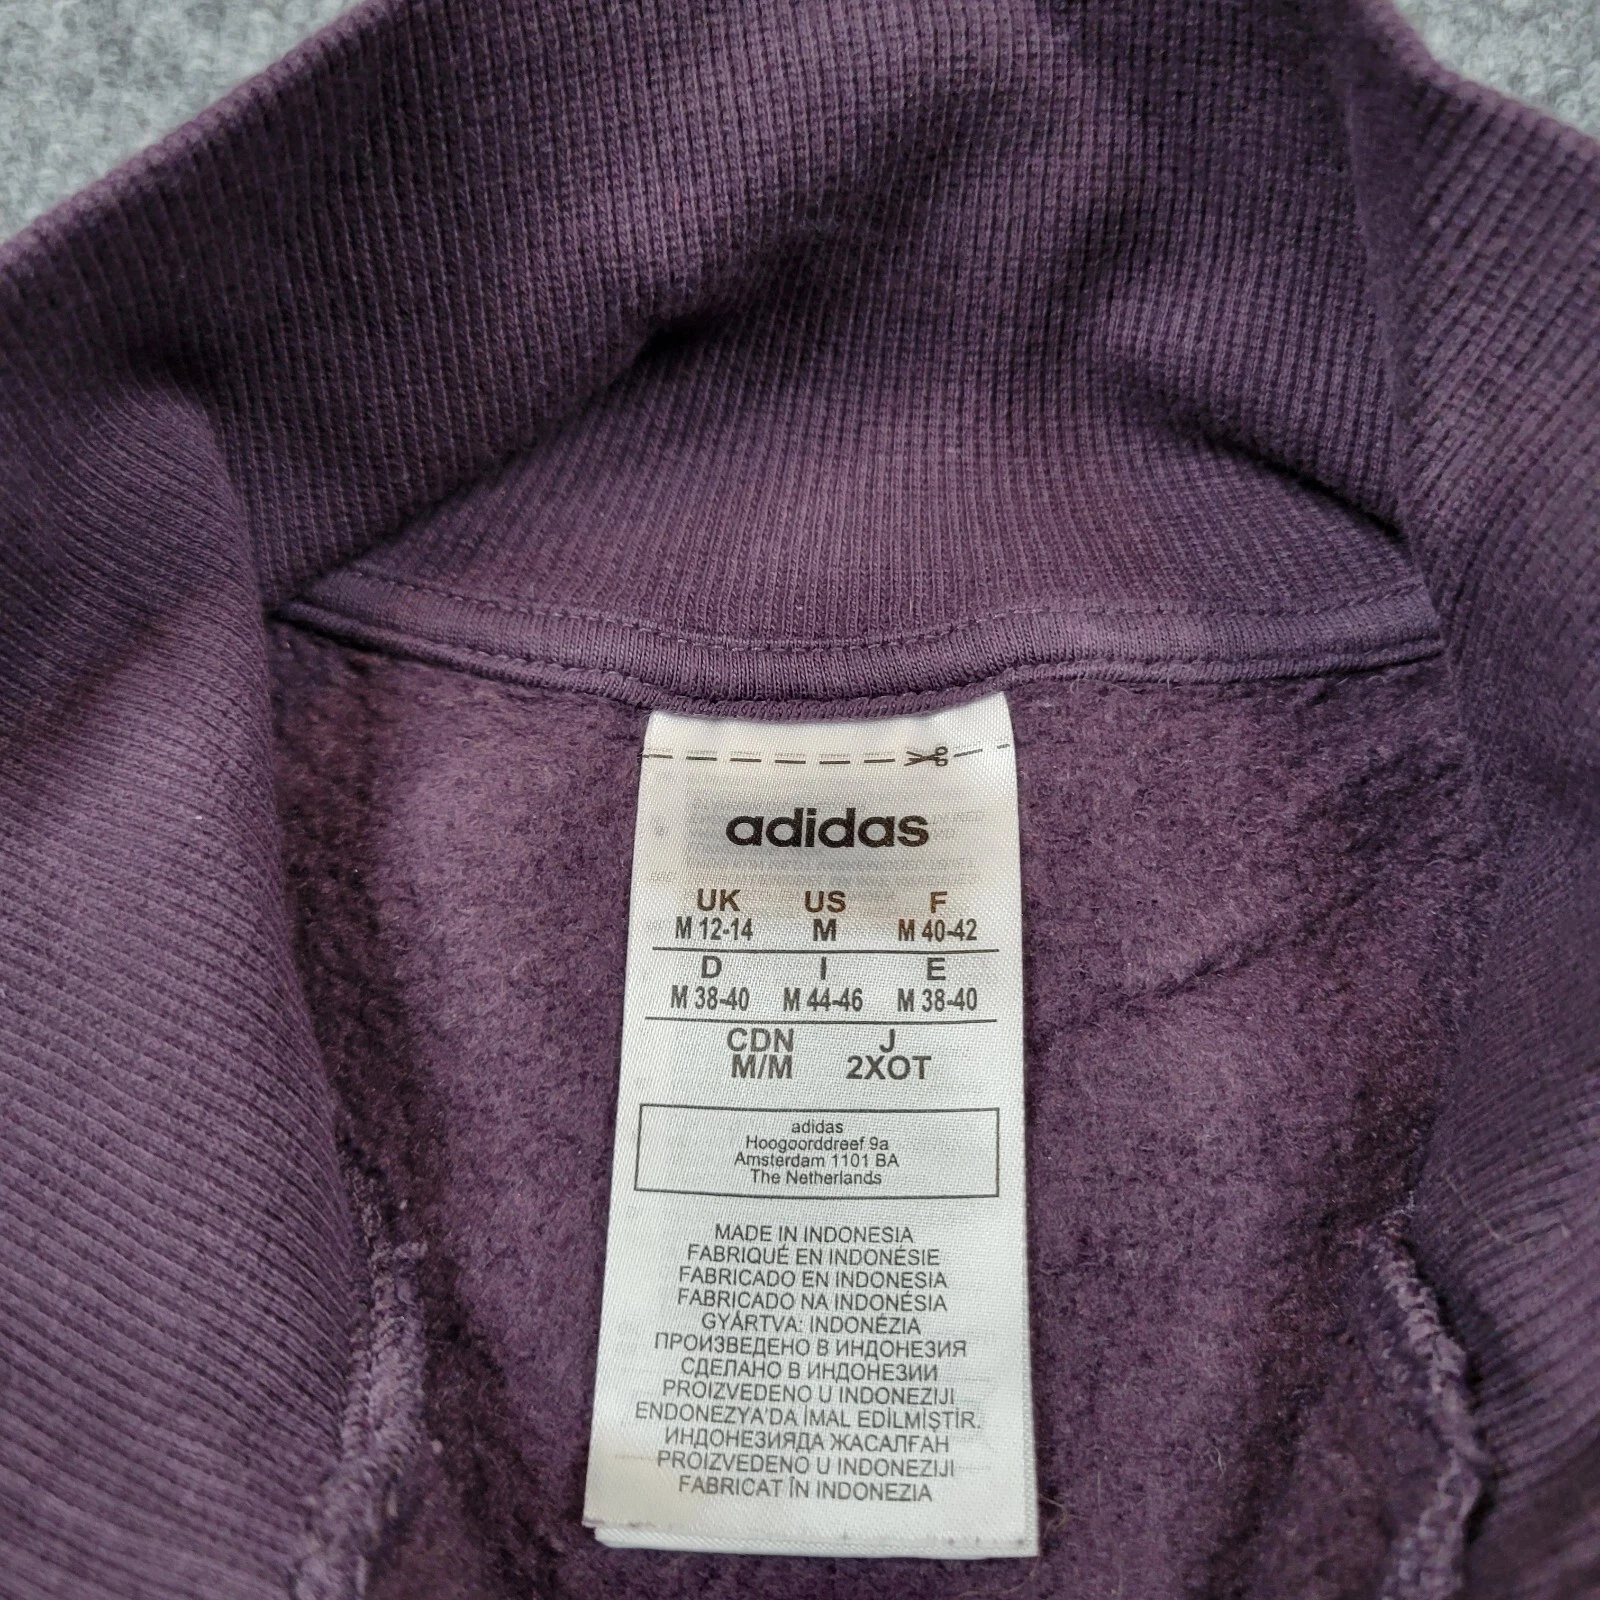 adidas
UK US F
M 12-14 M M 40-42
D I E
M 38-40 M 44-46 M 38-40
CDN J
M/M 2XOT
adidas
Hoogoorddreef 9a
Amsterdam 1101 BA
The Netherlands
MADE IN INDONESIA
FABRIQUÉ EN INDONÉSIE
FABRICADO EN INDONESIA
FABRICADO NA INDONÉSIA
GYÁRTVA: INDONÉZIA
ПРОИЗВЕДЕНО В ИНДОНЕЗИЯ
СДЕЛАНО В ИНДОНЕЗИИ
PROIZVEDENO U INDONEZIJI
ENDONEZYA'DA İMAL EDİLMİŞTİR.
ИНДОНЕЗИЯДА ЖАСАЛҒАН
PROIZVEDENO U INDONEZIJI
FABRICAT ÎN INDONEZIA